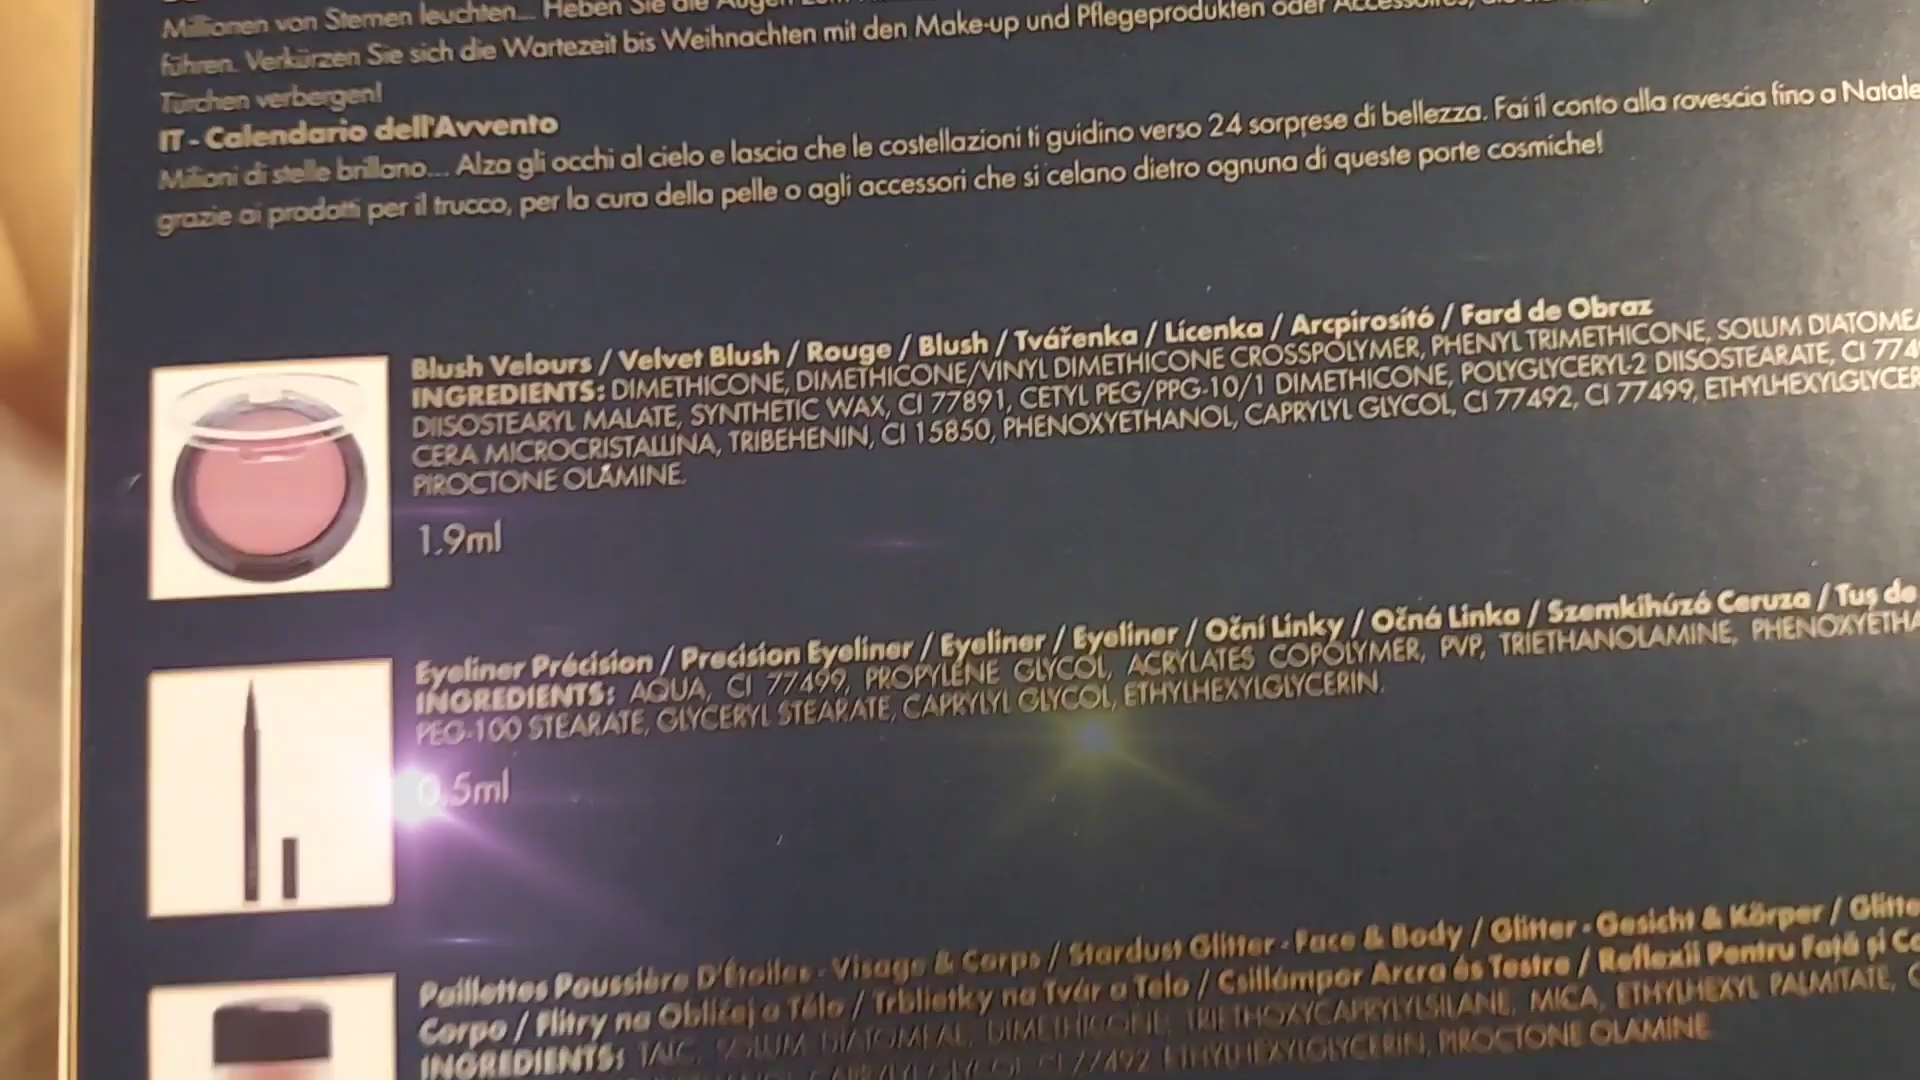 Millionen von Sternen leuchten... Heben Sie die Augen
führen. Verkürzen Sie sich die Wartezeit bis Weihnachten mit den Make-up und Pflegeprodukten oder Accessoires,
Türchen verbergen!
IT - Calendario dell'Avvento
Milioni di stelle brillano... Alza gli occhi al cielo e lascia che le costellazioni ti guidino verso 24 sorprese di bellezza. Fai il conto alla rovescia fino a Natale
grazie ai prodotti per il trucco, per la cura della pelle o agli accessori che si celano dietro ognuna di queste porte cosmiche!
Blush Velours / Velvet Blush / Rouge / Blush / Tvářenka / Lícenka / Arcpirosító / Fard de Obraz
INGREDIENTS: DIMETHICONE, DIMETHICONE/VINYL DIMETHICONE CROSSPOLYMER, PHENYL TRIMETHICONE, SOLUM
DIISOSTEARYL MALATE, SYNTHETIC WAX, CI 77891, CETYL PEG/PPG-10/1 DIMETHICONE, POLYGLYCERYL-2 DIISOSTEARATE, CI
CERA MICROCRISTALLINA, TRIBEHENIN, CI 15850, PHENOXYETHANOL, CAPRYLYL GLYCOL, CI 77492, CI 77499,
PIROCTONE OLAMINE.
1.9ml
Eyeliner Précision / Precision Eyeliner / Eyeliner / Eyeliner / Oční Linky / Očná Linka / Szemkihúzó Ceruza / Tuş de
INGREDIENTS: AQUA, CI 77499, PROPYLENE GLYCOL, ACRYLATES COPOLYMER, PVP, TRIETHANOLAMINE,
PEG-100 STEARATE, GLYCERYL STEARATE, CAPRYLYL GLYCOL, ETHYLHEXYLGLYCERIN.
0.5ml
Paillettes Poussière D'Étoiles - Visage & Corps / Stardust Glitter - Face & Body / Glitter - Gesicht & Körper /
Corpo / Flitry na Obličej a Tělo / Trblietky na Tvár a Telo / Csillámpor Arcra és Testre / Reflexii Pentru Față și
INGREDIENTS: TALC, SOLUM DIATOMEAE, DIMETHICONE, TRIETHOXYCAPRYLYLSILANE, MICA, ETHYLHEXYL PALMITATE,
CI 77492, ETHYLHEXYLGLYCERIN, PIROCTONE OLAMINE